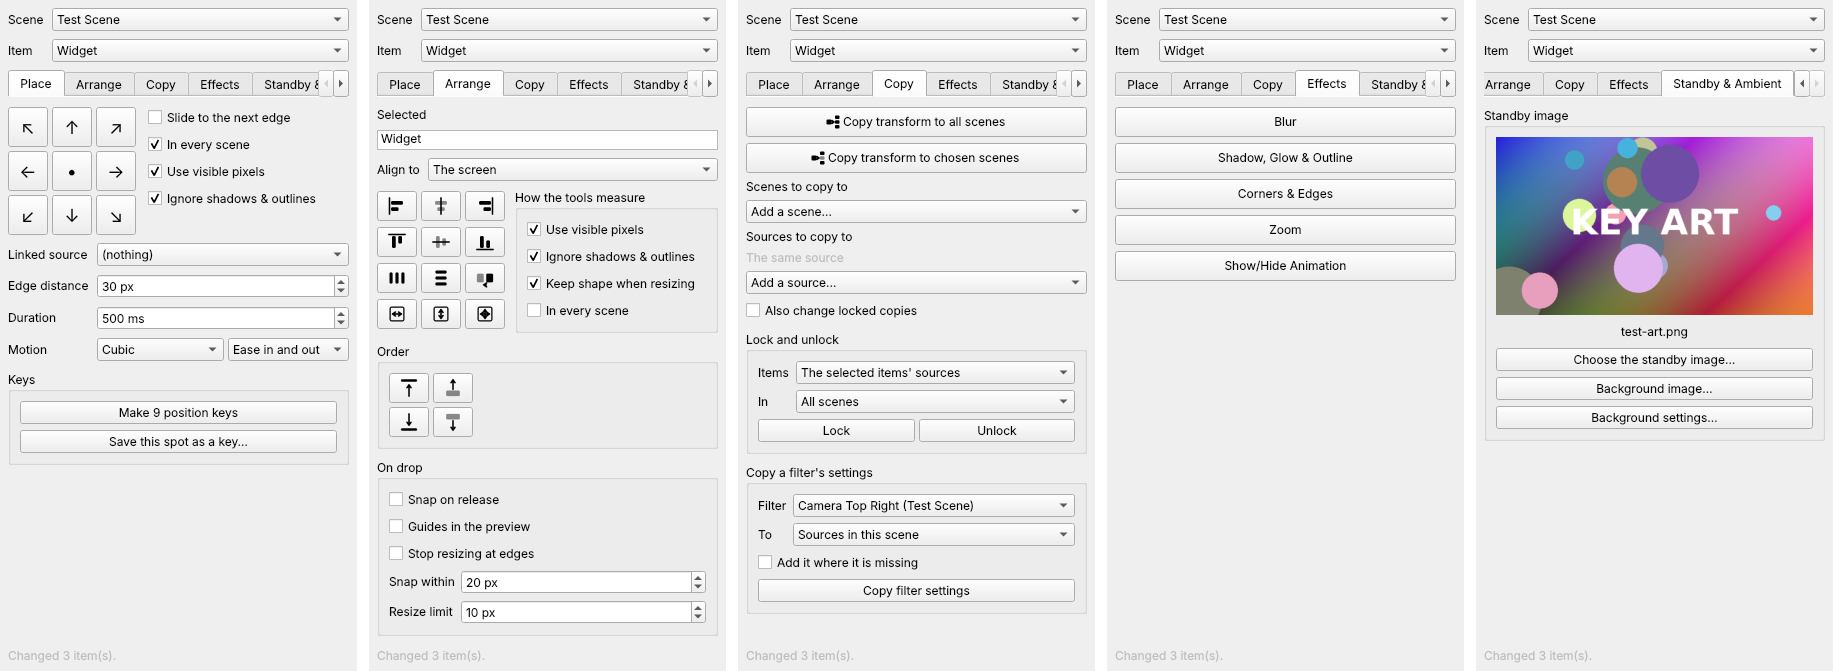 Scene Test Scene
Item Widget
Place Arrange Copy Effects Standby &
Slide to the next edge
In every scene
Use visible pixels
Ignore shadows & outlines
Linked source (nothing)
Edge distance 30 px
Duration 500 ms
Motion Cubic Ease in and out
Keys
Make 9 position keys
Save this spot as a key...
Changed 3 item(s).
Scene Test Scene
Item Widget
Place Arrange Copy Effects Standby &
Selected
Widget
Align to The screen
How the tools measure
Use visible pixels
Ignore shadows & outlines
Keep shape when resizing
In every scene
Order
On drop
Snap on release
Guides in the preview
Stop resizing at edges
Snap within 20 px
Resize limit 10 px
Changed 3 item(s).
Scene Test Scene
Item Widget
Place Arrange Copy Effects Standby &
Copy transform to all scenes
Copy transform to chosen scenes
Scenes to copy to
Add a scene...
Sources to copy to
The same source
Add a source...
Also change locked copies
Lock and unlock
Items The selected items' sources
In All scenes
Lock Unlock
Copy a filter's settings
Filter Camera Top Right (Test Scene)
To Sources in this scene
Add it where it is missing
Copy filter settings
Changed 3 item(s).
Scene Test Scene
Item Widget
Place Arrange Copy Effects Standby &
Blur
Shadow, Glow & Outline
Corners & Edges
Zoom
Show/Hide Animation
Changed 3 item(s).
Scene Test Scene
Item Widget
Arrange Copy Effects Standby & Ambient
Standby image
KEY ART
test-art.png
Choose the standby image...
Background image...
Background settings...
Changed 3 item(s).